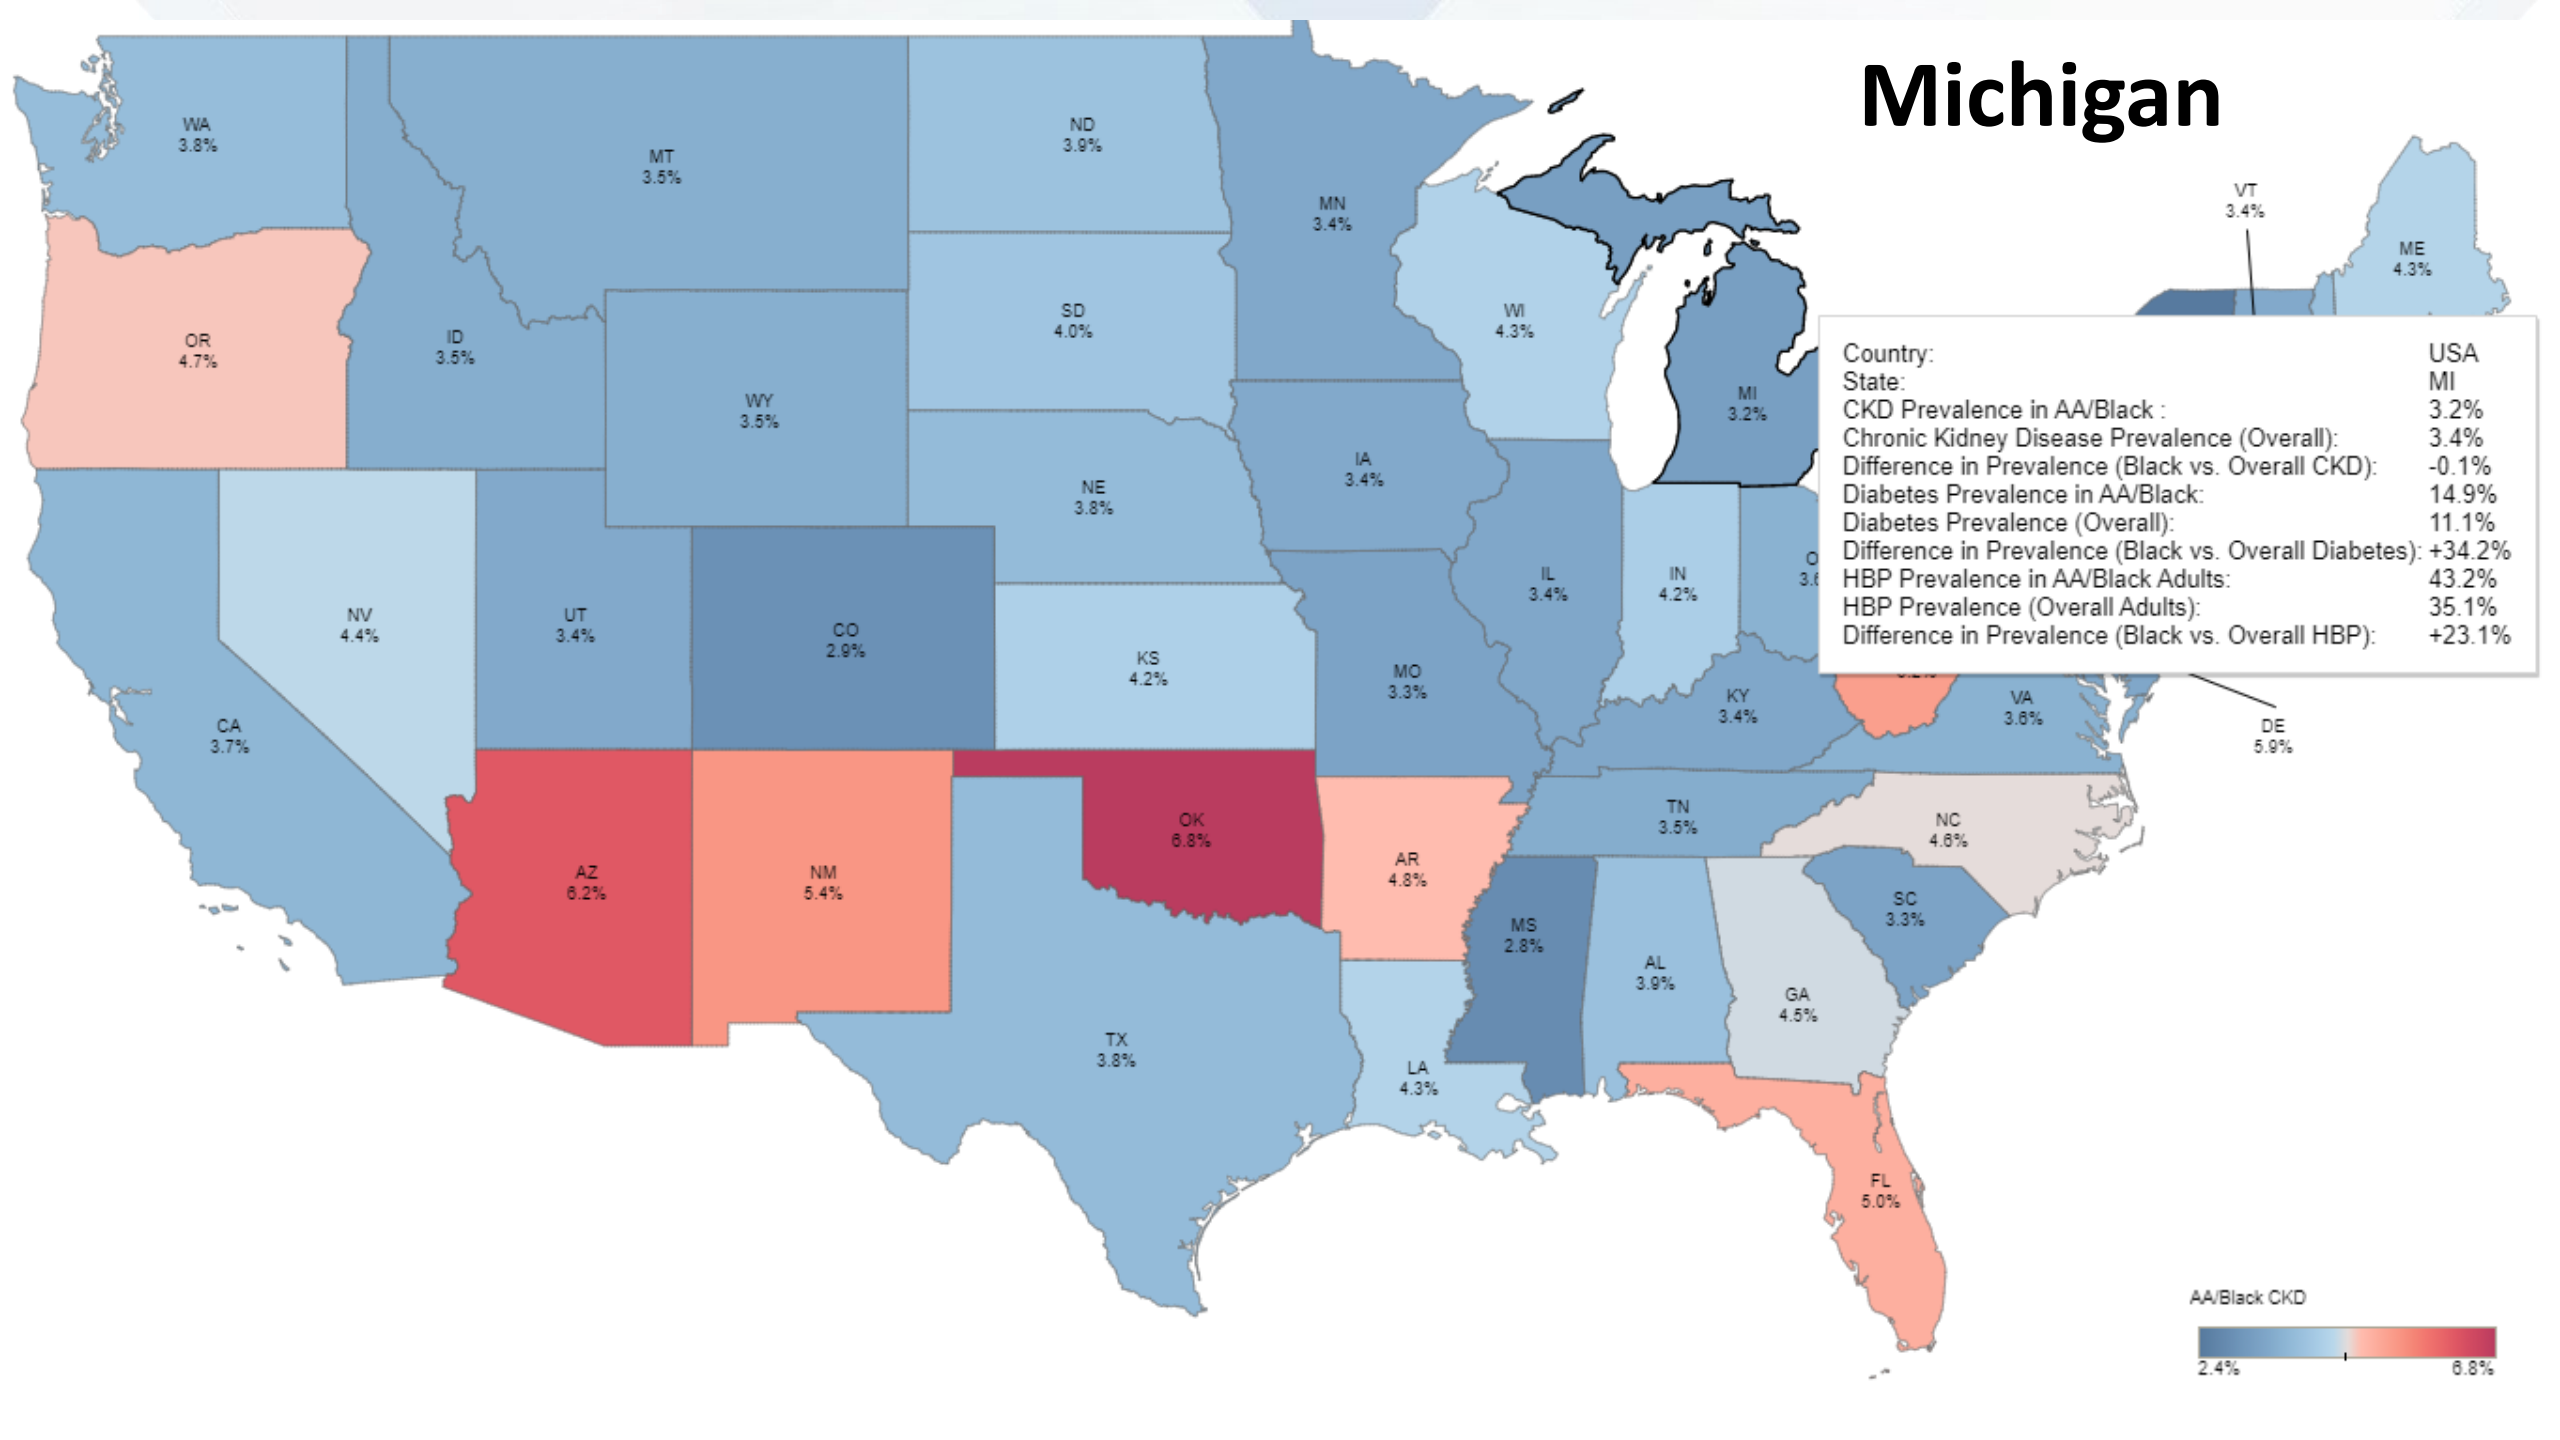 Michigan
WA
3.8%
MT
3.5%
ND
3.9%
MN
3.4%
VT
3.4%
ME
4.3%
OR
4.7%
ID
3.5%
WY
3.5%
SD
4.0%
WI
4.3%
MI
3.2%
Country: USA
State: MI
CKD Prevalence in AA/Black : 3.2%
Chronic Kidney Disease Prevalence (Overall): 3.4%
Difference in Prevalence (Black vs. Overall CKD): -0.1%
Diabetes Prevalence in AA/Black: 14.9%
Diabetes Prevalence (Overall): 11.1%
Difference in Prevalence (Black vs. Overall Diabetes): +34.2%
HBP Prevalence in AA/Black Adults: 43.2%
HBP Prevalence (Overall Adults): 35.1%
Difference in Prevalence (Black vs. Overall HBP): +23.1%
NE
3.8%
IA
3.4%
NV
4.4%
UT
3.4%
CO
2.9%
KS
4.2%
MO
3.3%
IL
3.4%
IN
4.2%
KY
3.4%
VA
3.6%
DE
5.9%
CA
3.7%
AZ
6.2%
NM
5.4%
OK
6.8%
AR
4.8%
TN
3.5%
NC
4.6%
SC
3.3%
MS
2.8%
AL
3.9%
GA
4.5%
TX
3.8%
LA
4.3%
FL
5.0%
AA/Black CKD
2.4% 6.8%